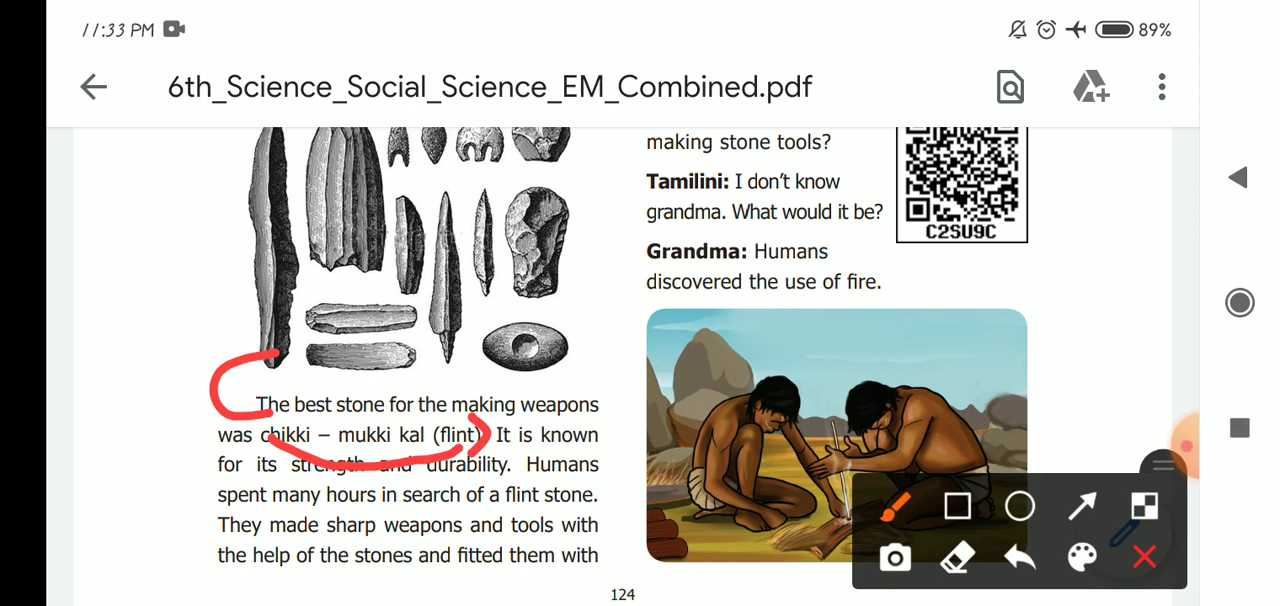 11:33 PM
89%
6th_Science_Social_Science_EM_Combined.pdf
The best stone for the making weapons
was chikki – mukki kal (flint). It is known
for its strength and durability. Humans
spent many hours in search of a flint stone.
They made sharp weapons and tools with
the help of the stones and fitted them with
making stone tools?
Tamilini: I don’t know
grandma. What would it be?
Grandma: Humans
discovered the use of fire.
C2SU9C
124